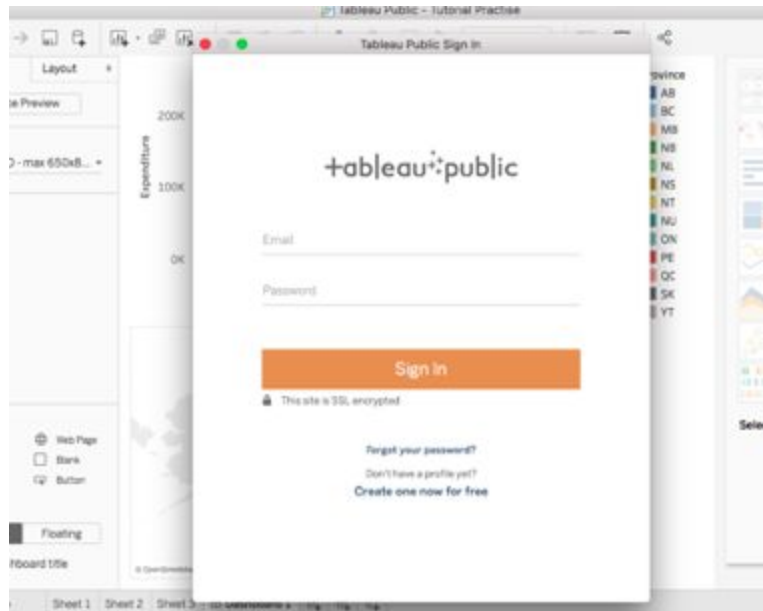 Tableau Public - Tutorial Practise
Tableau Public Sign In
Layout
Preview
- max 650x8...
Expenditure
200K
100K
0K
AB
BC
MB
NB
NL
NS
NT
NU
ON
PE
QC
SK
YT
+ableau public
Email
Password
Sign In
This site is SSL encrypted
Forgot your password?
Don't have a profile yet?
Create one now for free
Web Page
Blank
Button
Floating
title
Sheet 1 Sheet 2 Sheet 3 Dashboard 1